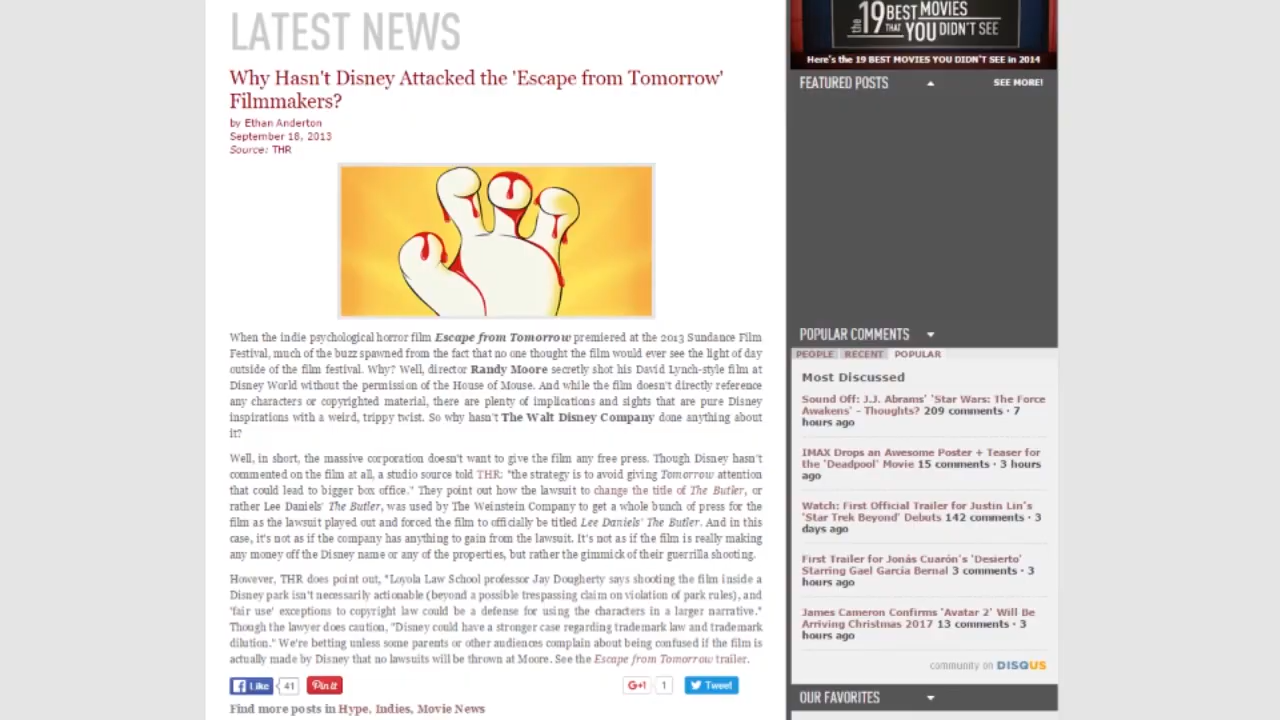 LATEST NEWS
Why Hasn't Disney Attacked the 'Escape from Tomorrow'
Filmmakers?
by Ethan Anderton
September 18, 2013
Source: THR
When the indie psychological horror film Escape from Tomorrow premiered at the 2013 Sundance Film
Festival, much of the buzz spawned from the fact that no one thought the film would ever see the light of day
outside of the film festival. Why? Well, director Randy Moore secretly shot his David Lynch-style film at
Disney World without the permission of the House of Mouse. And while the film doesn't directly reference
any characters or copyrighted material, there are plenty of implications and sights that are pure Disney
inspirations with a weird, trippy twist. So why hasn't The Walt Disney Company done anything about
it?
Well, in short, the massive corporation doesn't want to give the film any free press. Though Disney hasn't
commented on the film at all, a studio source told THR: "the strategy is to avoid giving Tomorrow attention
that could lead to bigger box office." They point out how the lawsuit to change the title of The Butler, or
rather Lee Daniels' The Butler, was used by The Weinstein Company to get a whole bunch of press for the
film as the lawsuit played out and forced the film to officially be titled Lee Daniels' The Butler. And in this
case, it's not as if the company has anything to gain from the lawsuit. It's not as if the film is really making
any money off the Disney name or any of the properties, but rather the gimmick of their guerrilla shooting.
However, THR does point out, "Loyola Law School professor Jay Dougherty says shooting the film inside a
Disney park isn't necessarily actionable (beyond a possible trespassing claim on violation of park rules), and
'fair use' exceptions to copyright law could be a defense for using the characters in a larger narrative."
Though the lawyer does caution, "Disney could have a stronger case regarding trademark law and trademark
dilution." We're betting unless some parents or other audiences complain about being confused if the film is
actually made by Disney that no lawsuits will be thrown at Moore. See the Escape from Tomorrow trailer.
Like 41 Pin it G+1 1 Tweet
Find more posts in Hype, Indies, Movie News
the 19 BEST MOVIES
THAT YOU DIDN'T SEE
Here's the 19 BEST MOVIES YOU DIDN'T SEE in 2014
FEATURED POSTS SEE MORE!
POPULAR COMMENTS
PEOPLE RECENT POPULAR
Most Discussed
Sound Off: J.J. Abrams' 'Star Wars: The Force
Awakens' - Thoughts? 209 comments · 7
hours ago
IMAX Drops an Awesome Poster + Teaser for
the 'Deadpool' Movie 15 comments · 3 hours
ago
Watch: First Official Trailer for Justin Lin's
'Star Trek Beyond' Debuts 142 comments · 3
days ago
First Trailer for Jonás Cuarón's 'Desierto'
Starring Gael García Bernal 3 comments · 3
hours ago
James Cameron Confirms 'Avatar 2' Will Be
Arriving Christmas 2017 13 comments · 3
hours ago
community on DISQUS
OUR FAVORITES